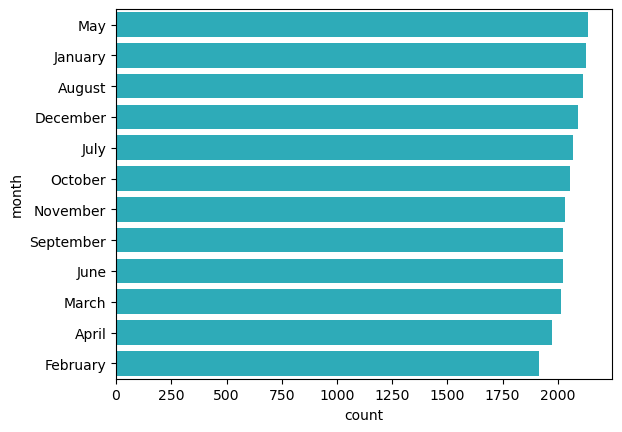 May
January
August
December
July
October
November
September
June
March
April
February
month
0 250 500 750 1000 1250 1500 1750 2000
count